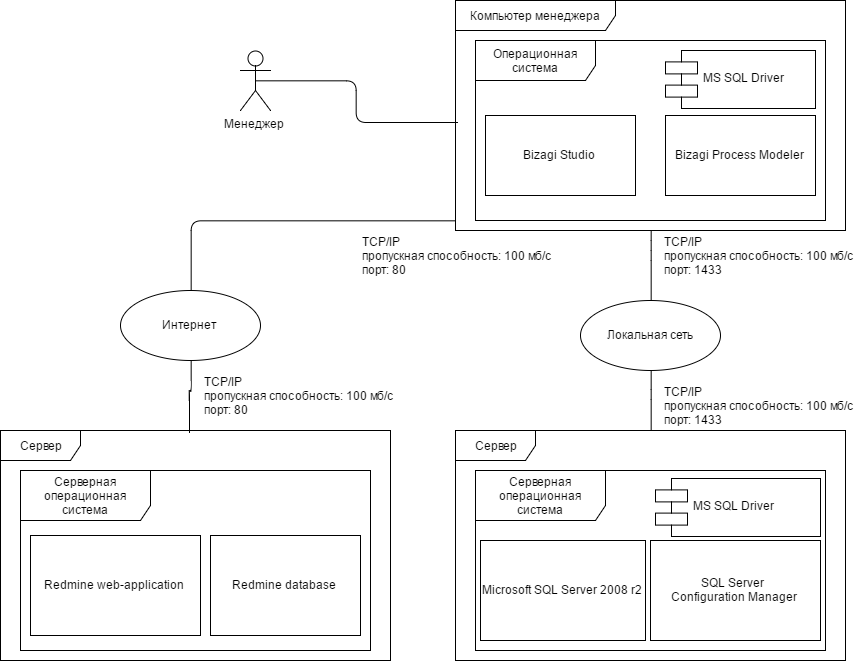 Компьютер менеджера
Операционная
система
MS SQL Driver
Менеджер
Bizagi Studio
Bizagi Process Modeler
TCP/IP
пропускная способность: 100 мб/с
порт: 80
TCP/IP
пропускная способность: 100 мб/с
порт: 1433
Интернет
Локальная сеть
TCP/IP
пропускная способность: 100 мб/с
порт: 80
TCP/IP
пропускная способность: 100 мб/с
порт: 1433
Сервер
Серверная
операционная
система
Redmine web-application
Redmine database
Сервер
Серверная
операционная
система
MS SQL Driver
Microsoft SQL Server 2008 r2
SQL Server
Configuration Manager